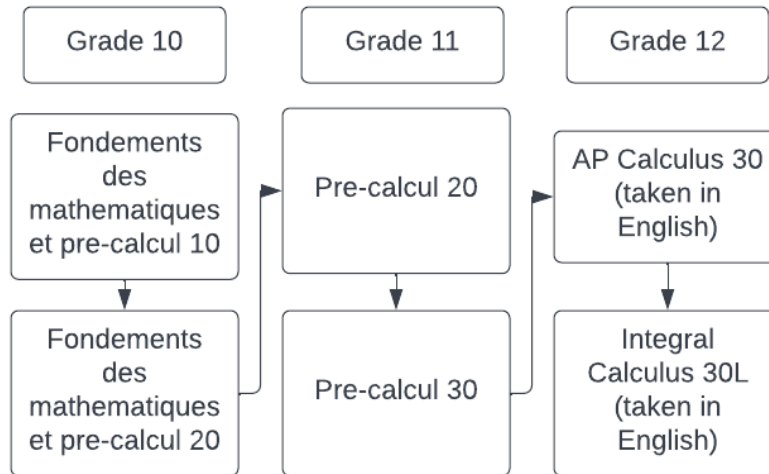 Grade 10
Grade 11
Grade 12
Fondements
des
mathematiques
et pre-calcul 10
Pre-calcul 20
AP Calculus 30
(taken in
English)
Fondements
des
mathematiques
et pre-calcul 20
Pre-calcul 30
Integral
Calculus 30L
(taken in
English)